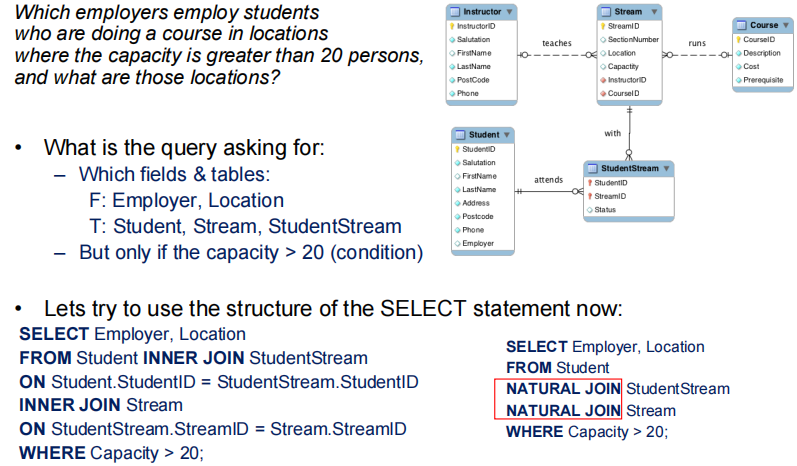 Which employers employ students
who are doing a course in locations
where the capacity is greater than 20 persons,
and what are those locations?
Instructor
InstructorID
Salutation
FirstName
LastName
PostCode
Phone
teaches
Stream
StreamID
SectionNumber
Location
Capactity
InstructorID
CourseID
runs
Course
CourseID
Description
Cost
Prerequisite
with
Student
StudentID
Salutation
FirstName
LastName
Address
Postcode
Phone
Employer
attends
StudentStream
StudentID
StreamID
Status
• What is the query asking for:
– Which fields & tables:
F: Employer, Location
T: Student, Stream, StudentStream
– But only if the capacity > 20 (condition)
• Lets try to use the structure of the SELECT statement now:
SELECT Employer, Location
FROM Student INNER JOIN StudentStream
ON Student.StudentID = StudentStream.StudentID
INNER JOIN Stream
ON StudentStream.StreamID = Stream.StreamID
WHERE Capacity > 20;
SELECT Employer, Location
FROM Student
NATURAL JOIN StudentStream
NATURAL JOIN Stream
WHERE Capacity > 20;